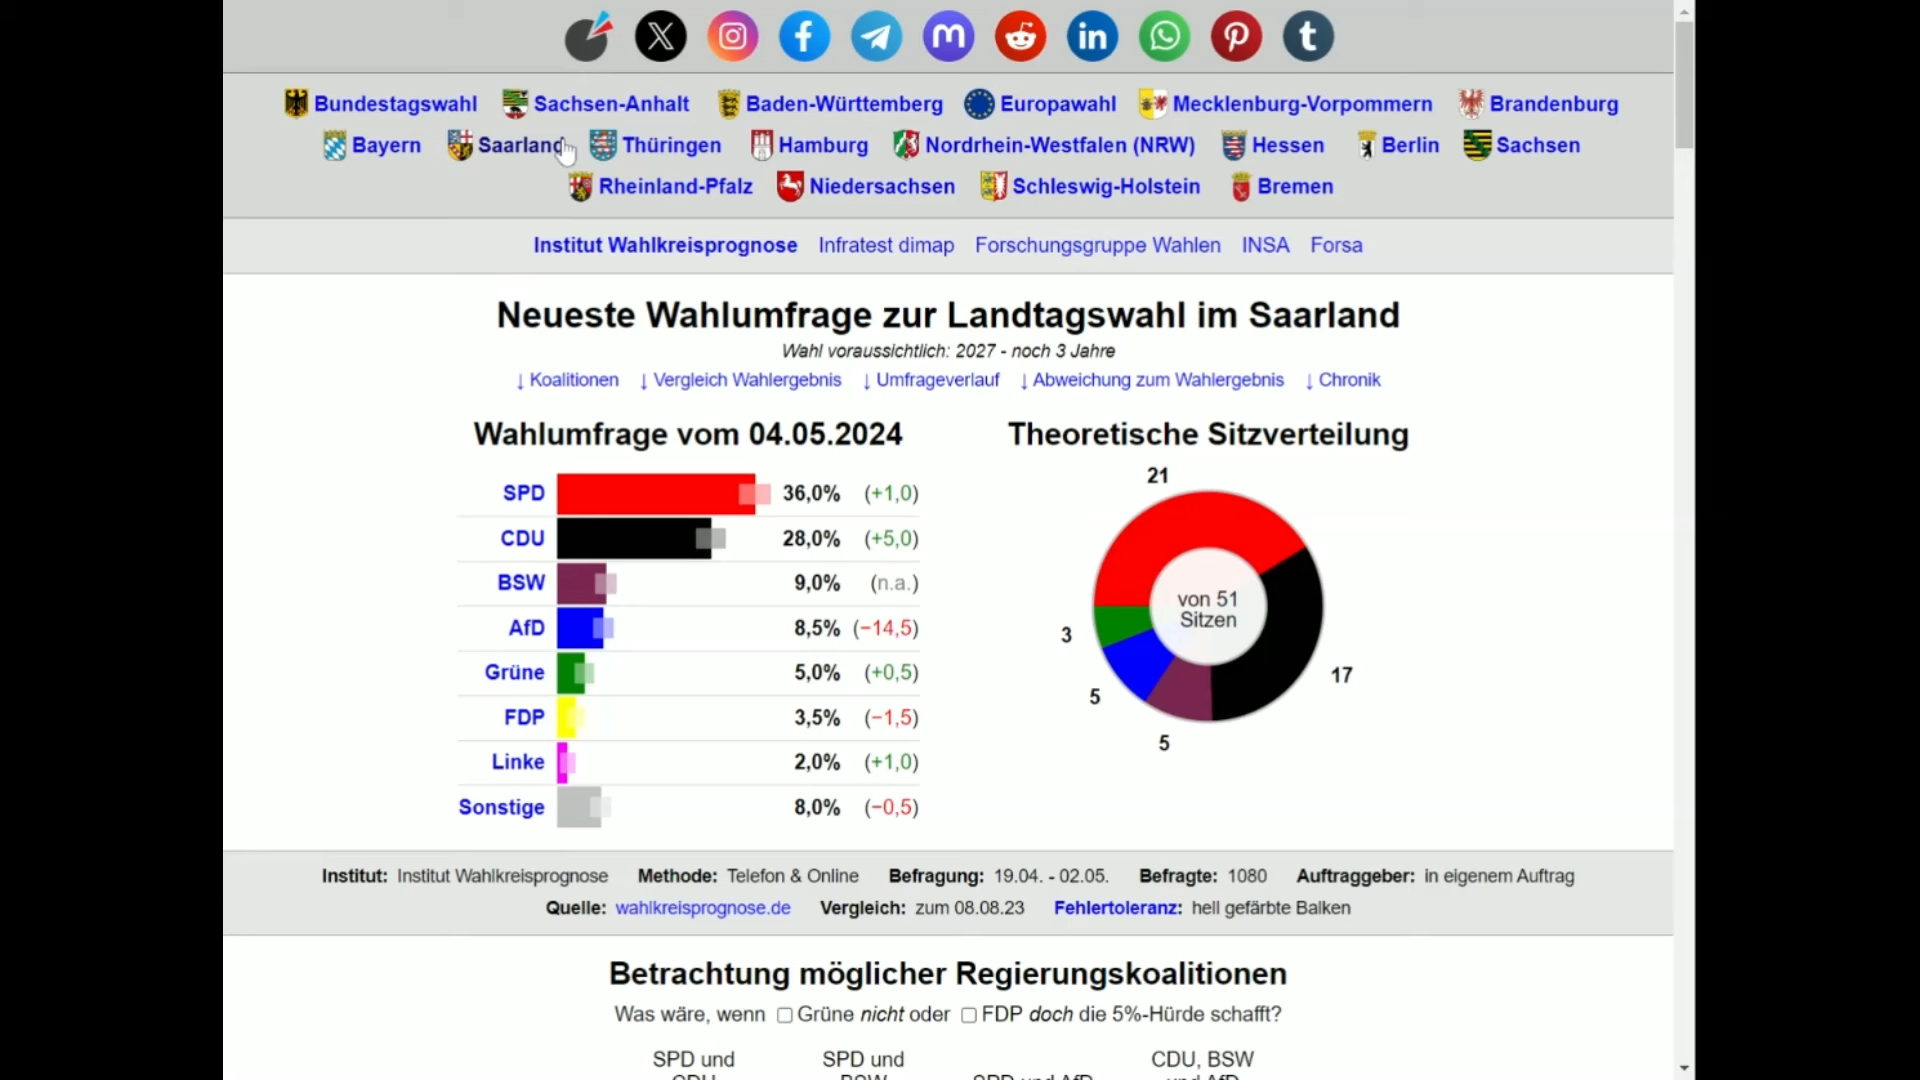 Bundestagswahl Sachsen-Anhalt Baden-Württemberg Europawahl Mecklenburg-Vorpommern Brandenburg
Bayern Saarland Thüringen Hamburg Nordrhein-Westfalen (NRW) Hessen Berlin Sachsen
Rheinland-Pfalz Niedersachsen Schleswig-Holstein Bremen
Institut Wahlkreisprognose Infratest dimap Forschungsgruppe Wahlen INSA Forsa
Neueste Wahlumfrage zur Landtagswahl im Saarland
Wahl voraussichtlich: 2027 - noch 3 Jahre
↓ Koalitionen ↓ Vergleich Wahlergebnis ↓ Umfrageverlauf ↓ Abweichung zum Wahlergebnis ↓ Chronik
Wahlumfrage vom 04.05.2024
SPD 36,0% (+1,0)
CDU 28,0% (+5,0)
BSW 9,0% (n.a.)
AfD 8,5% (−14,5)
Grüne 5,0% (+0,5)
FDP 3,5% (−1,5)
Linke 2,0% (+1,0)
Sonstige 8,0% (−0,5)
Theoretische Sitzverteilung
21
von 51
Sitzen
3
17
5
5
Institut: Institut Wahlkreisprognose Methode: Telefon & Online Befragung: 19.04. - 02.05. Befragte: 1080 Auftraggeber: in eigenem Auftrag
Quelle: wahlkreisprognose.de Vergleich: zum 08.08.23 Fehlertoleranz: hell gefärbte Balken
Betrachtung möglicher Regierungskoalitionen
Was wäre, wenn Grüne nicht oder FDP doch die 5%-Hürde schafft?
SPD und SPD und CDU, BSW
CDU BSW SPD und AfD und AfD